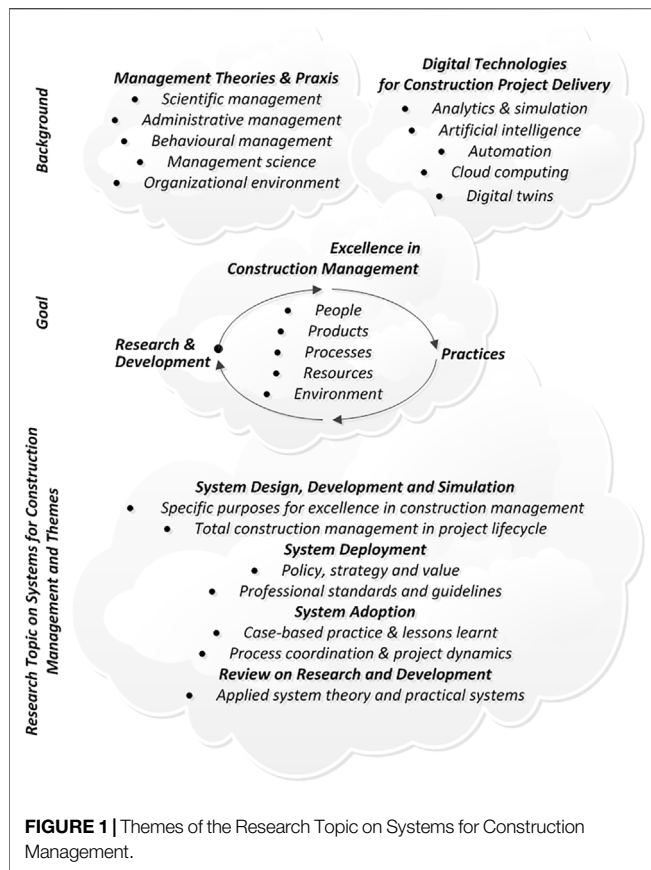 Background
Management Theories & Praxis
• Scientific management
• Administrative management
• Behavioural management
• Management science
• Organizational environment
Digital Technologies
for Construction Project Delivery
• Analytics & simulation
• Artificial intelligence
• Automation
• Cloud computing
• Digital twins
Goal
Excellence in
Construction Management
• People
• Products
• Processes
• Resources
• Environment
Research &
Development
Practices
Research Topic on Systems for Construction
Management and Themes
System Design, Development and Simulation
• Specific purposes for excellence in construction management
• Total construction management in project lifecycle
System Deployment
• Policy, strategy and value
• Professional standards and guidelines
System Adoption
• Case-based practice & lessons learnt
• Process coordination & project dynamics
Review on Research and Development
• Applied system theory and practical systems
FIGURE 1 | Themes of the Research Topic on Systems for Construction
Management.